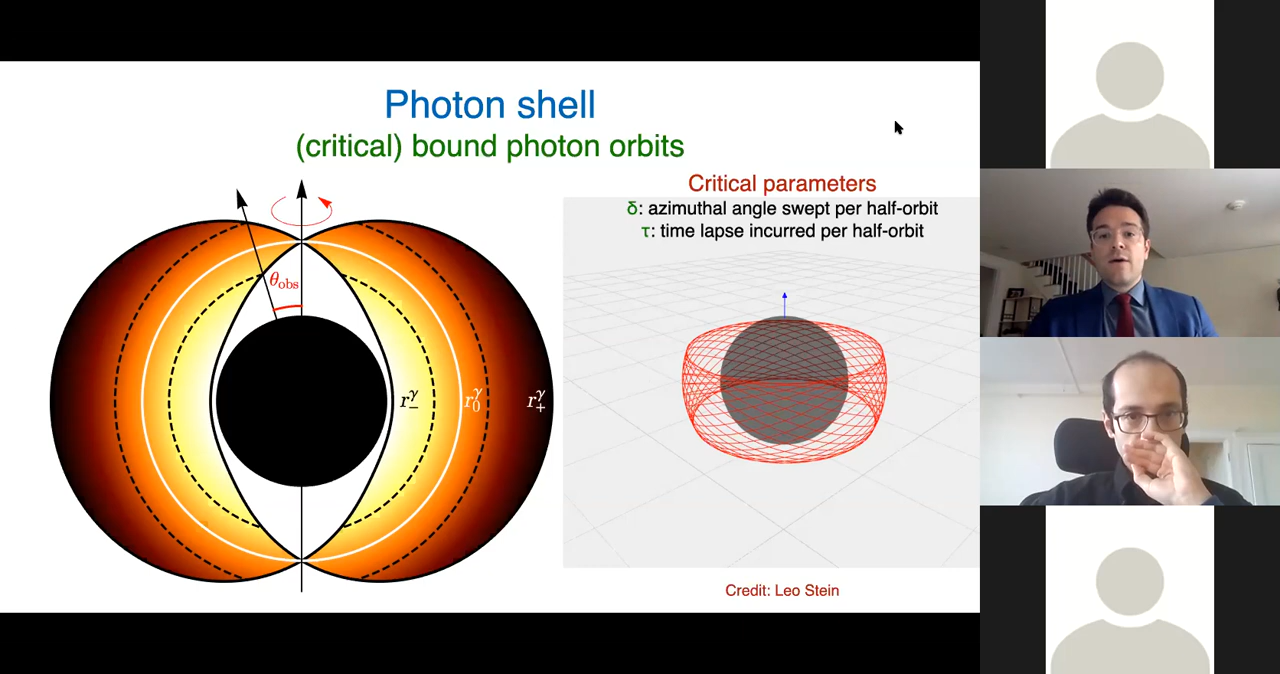 Photon shell
(critical) bound photon orbits
Critical parameters
δ: azimuthal angle swept per half-orbit
τ: time lapse incurred per half-orbit
θobs
r₋ᵞ
r₀ᵞ
r₊ᵞ
Credit: Leo Stein